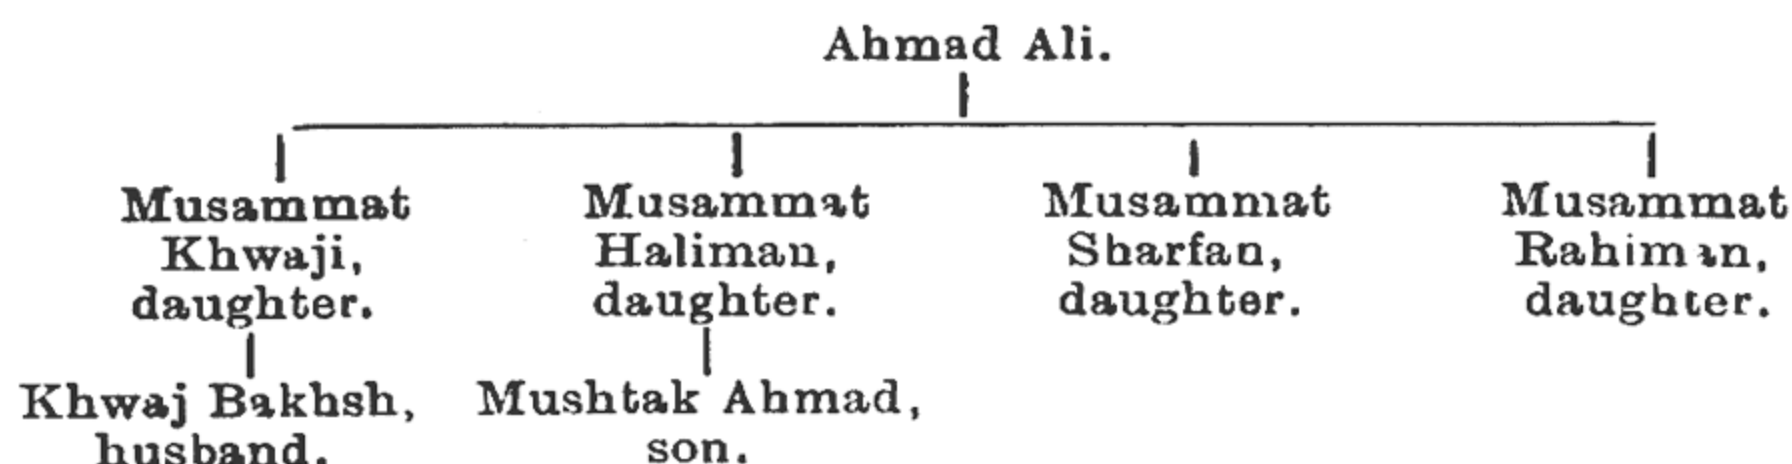 Ahmad Ali.
Musammat Khwaji, daughter.
Musammat Haliman, daughter.
Musammat Sharfan, daughter.
Musammat Rahiman, daughter.
Khwaj Bakhsh, husband.
Mushtak Ahmad, son.